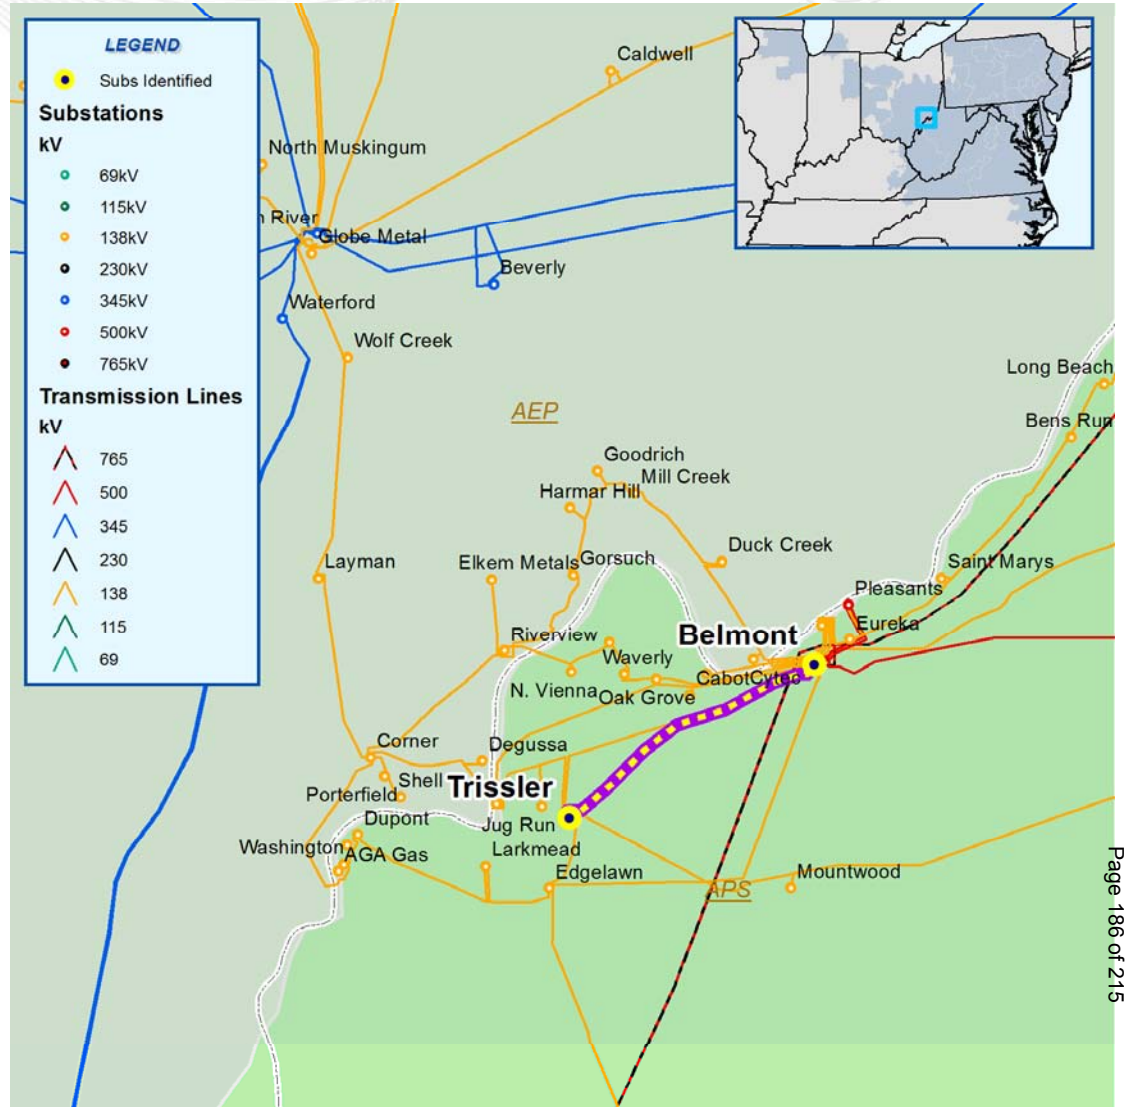 LEGEND
Subs Identified
Substations
kV
69kV
115kV
138kV
230kV
345kV
500kV
765kV
Transmission Lines
kV
765
500
345
230
138
115
69
Caldwell
North Muskingum
n River
Globe Metal
Beverly
Waterford
Wolf Creek
Long Beach
AEP
Bens Run
Goodrich
Mill Creek
Harmar Hill
Duck Creek
Layman
Elkem Metals
Gorsuch
Saint Marys
Pleasants
Eureka
Riverview
Belmont
Waverly
CabotCytec
N. Vienna
Oak Grove
Corner
Degussa
Shell
Trissler
Porterfield
Dupont
Jug Run
Washington
AGA Gas
Larkmead
Edgelawn
Mountwood
APS
Page 186 of 215